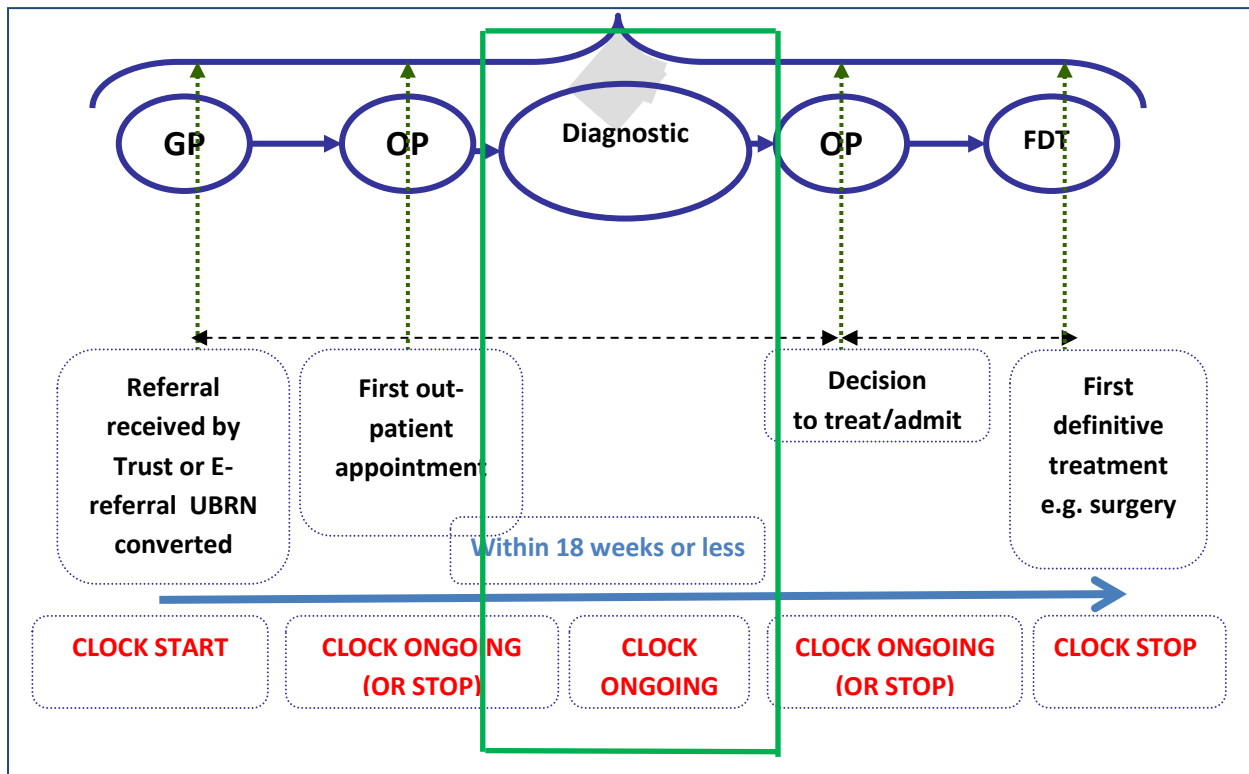 GP
OP
Diagnostic
OP
FDT
Referral
received by
Trust or E-
referral UBRN
converted
First out-
patient
appointment
Decision
to treat/admit
First
definitive
treatment
e.g. surgery
Within 18 weeks or less
CLOCK START
CLOCK ONGOING
(OR STOP)
CLOCK
ONGOING
CLOCK ONGOING
(OR STOP)
CLOCK STOP